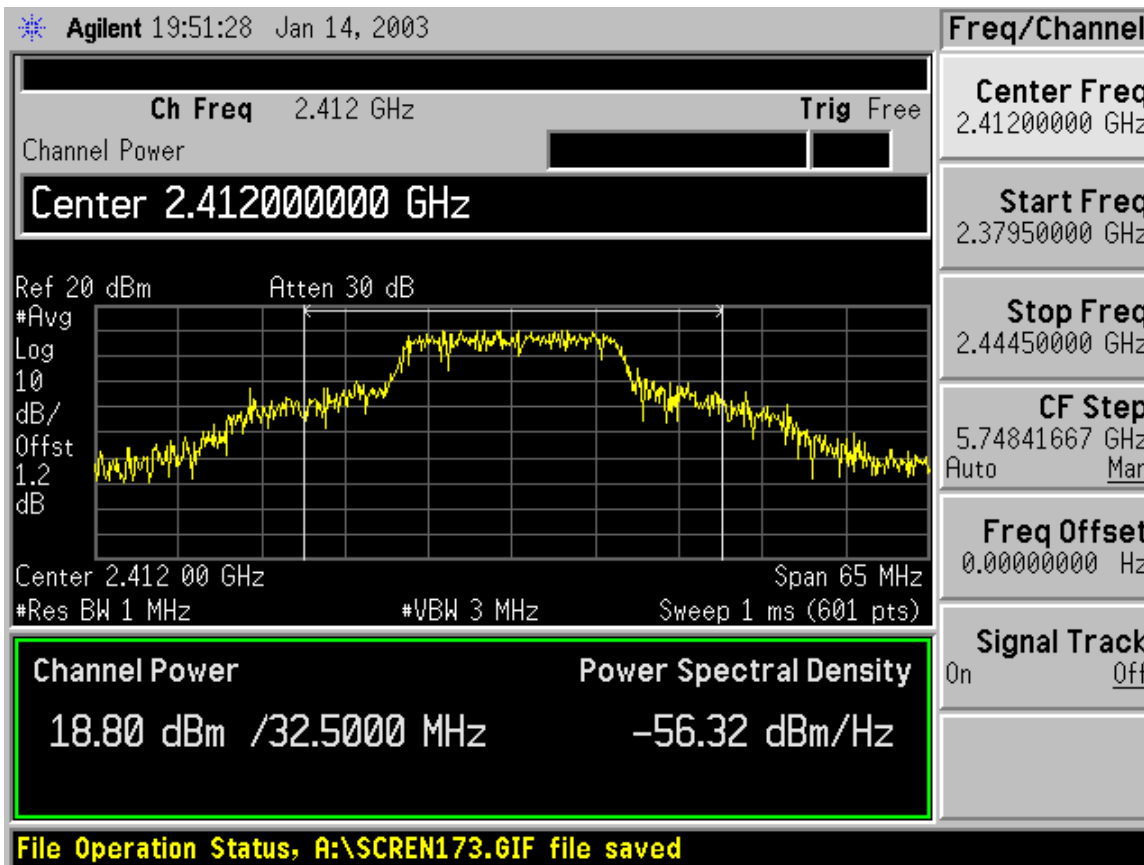 Agilent 19:51:28 Jan 14, 2003
Freq/Channel
Ch Freq 2.412 GHz Trig Free
Channel Power
Center 2.412000000 GHz
Ref 20 dBm Atten 30 dB
#Avg
Log
10
dB/
Offst
1.2
dB
Center 2.412 00 GHz Span 65 MHz
#Res BW 1 MHz #VBW 3 MHz Sweep 1 ms (601 pts)
Channel Power Power Spectral Density
18.80 dBm /32.5000 MHz -56.32 dBm/Hz
File Operation Status, A:\SCREN173.GIF file saved
Center Freq
2.41200000 GHz
Start Freq
2.37950000 GHz
Stop Freq
2.44450000 GHz
CF Step
5.74841667 GHz
Auto Man
Freq Offset
0.00000000 Hz
Signal Track
On Off